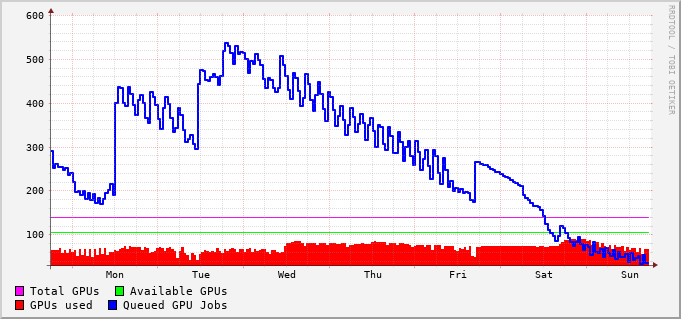 600
500
400
300
200
100
Mon Tue Wed Thu Fri Sat Sun
Total GPUs Available GPUs
GPUs used Queued GPU Jobs
RRDTOOL / TOBI OETIKER